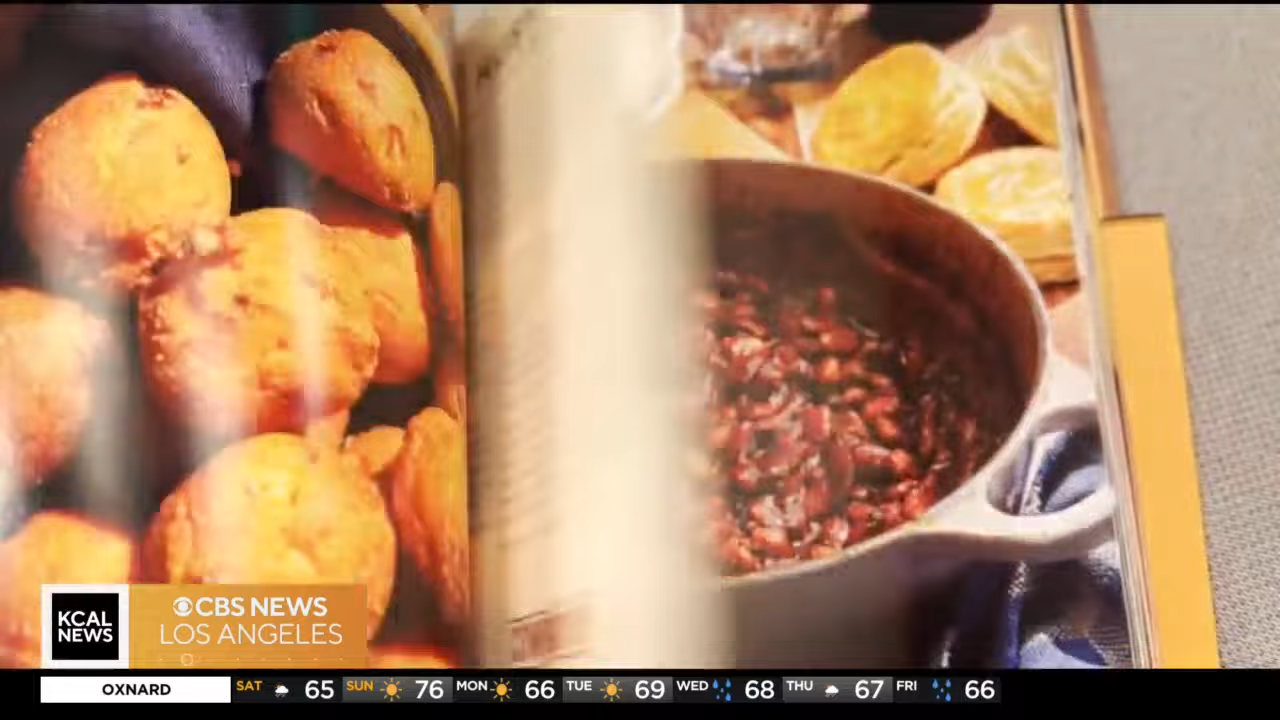 KCAL
NEWS
CBS NEWS
LOS ANGELES
OXNARD
SAT 65 SUN 76 MON 66 TUE 69 WED 68 THU 67 FRI 66